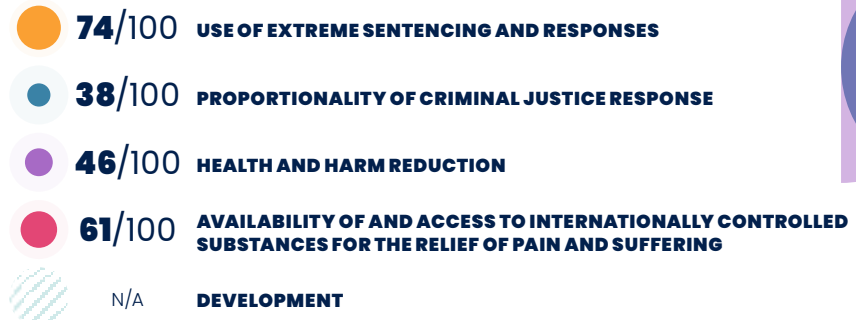 74/100 USE OF EXTREME SENTENCING AND RESPONSES
38/100 PROPORTIONALITY OF CRIMINAL JUSTICE RESPONSE
46/100 HEALTH AND HARM REDUCTION
61/100 AVAILABILITY OF AND ACCESS TO INTERNATIONALLY CONTROLLED
SUBSTANCES FOR THE RELIEF OF PAIN AND SUFFERING
N/A DEVELOPMENT